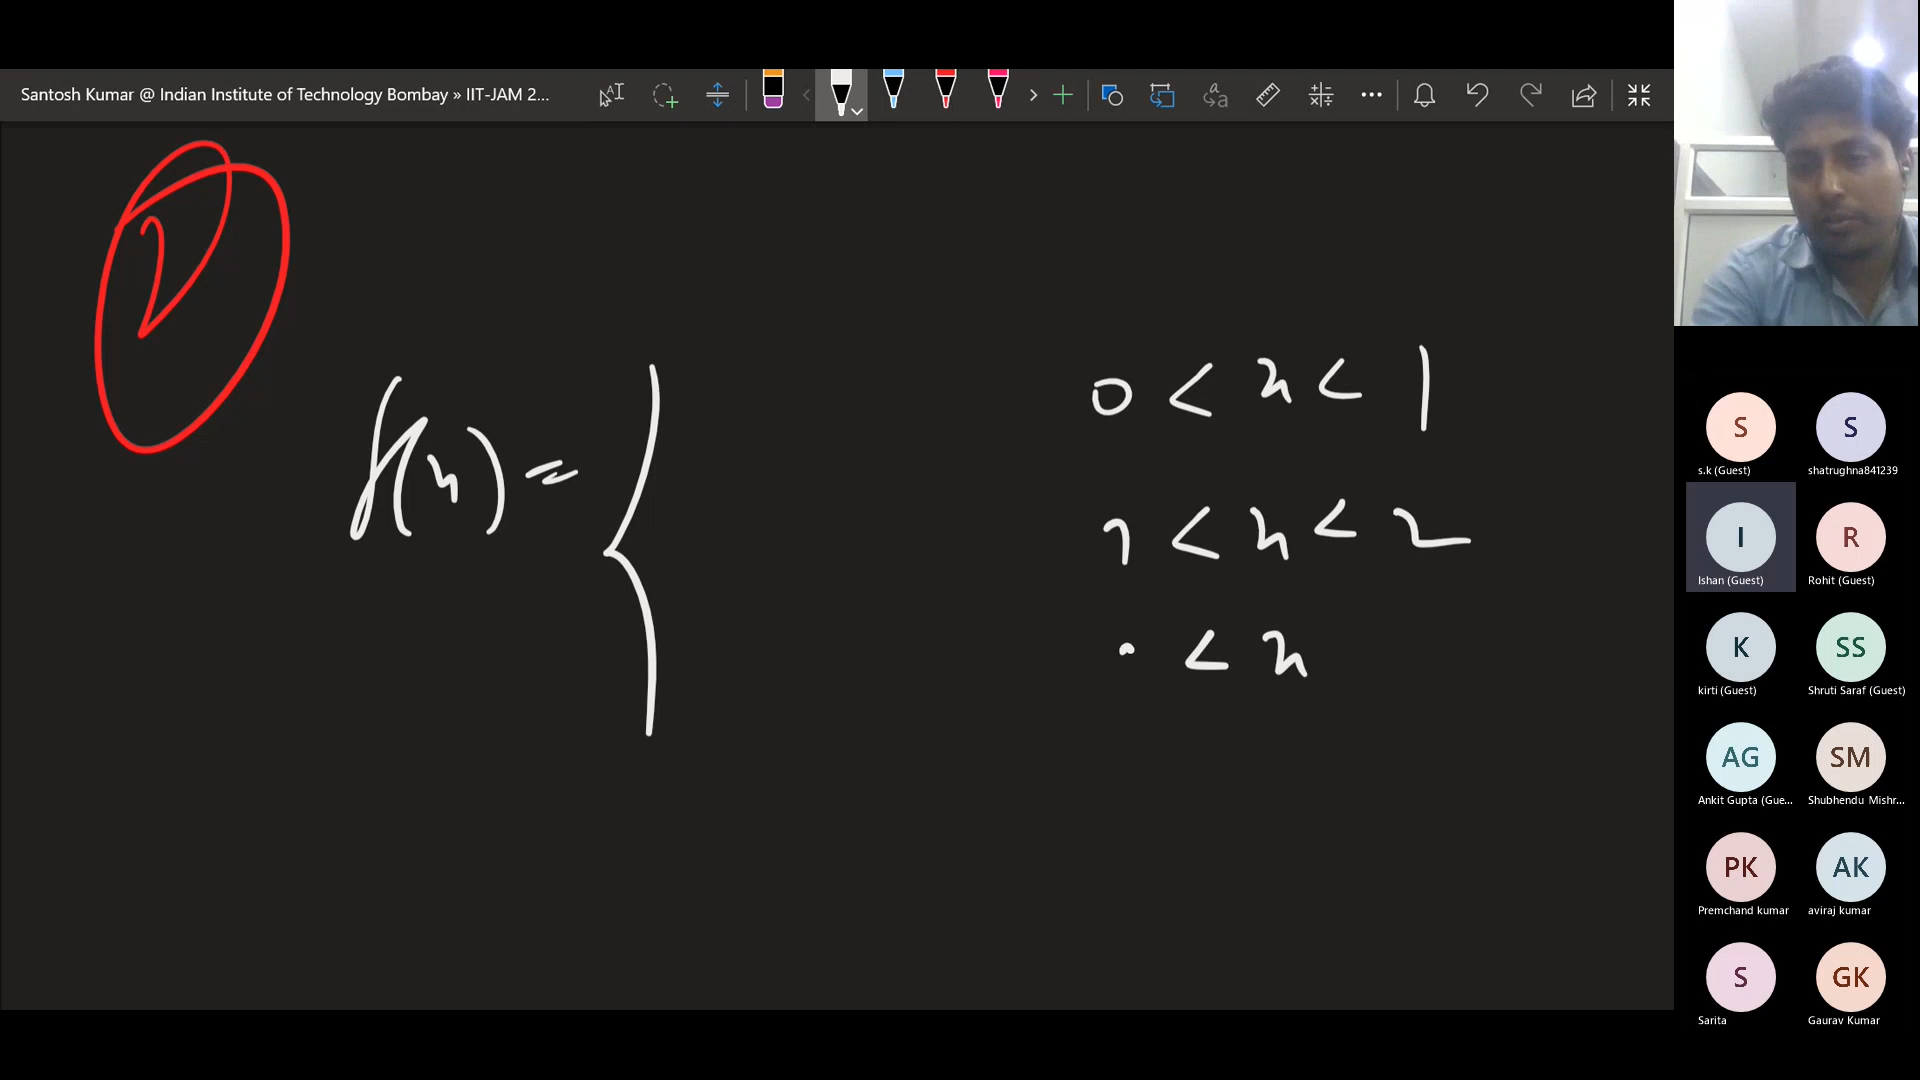 Santosh Kumar @ Indian Institute of Technology Bombay » IIT-JAM 2...
2
f(x) = {
0 < x < 1
1 < x < 2
. < x
S
s.k (Guest)
S
shatrughna841239
I
Ishan (Guest)
R
Rohit (Guest)
K
kirti (Guest)
SS
Shruti Saraf (Guest)
AG
Ankit Gupta (Gue...
SM
Shubhendu Mishr...
PK
Premchand kumar
AK
aviraj kumar
S
Sarita
GK
Gaurav Kumar